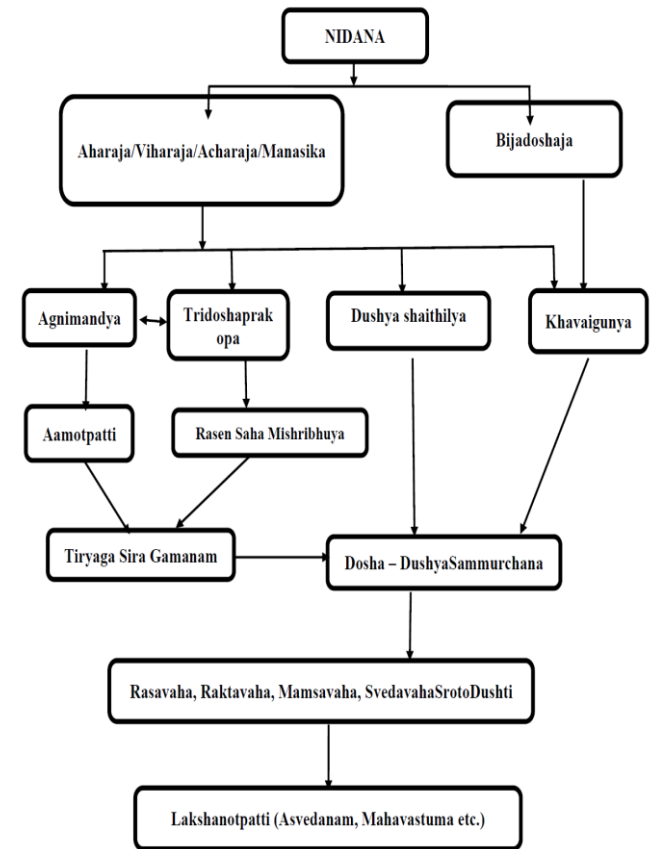 NIDANA
Aharaja/Viharaja/Acharaja/Manasika
Bijadoshaja
Agnimandya
Tridoshaprak
opa
Dushya shaithilya
Khavaigunya
Aamotpatti
Rasen Saha Mishribhuya
Tiryaga Sira Gamanam
Dosha – DushyaSammurchana
Rasavaha, Raktavaha, Mamsavaha, SvedavahaSrotoDushti
Lakshanotpatti (Asvedanam, Mahavastuma etc.)